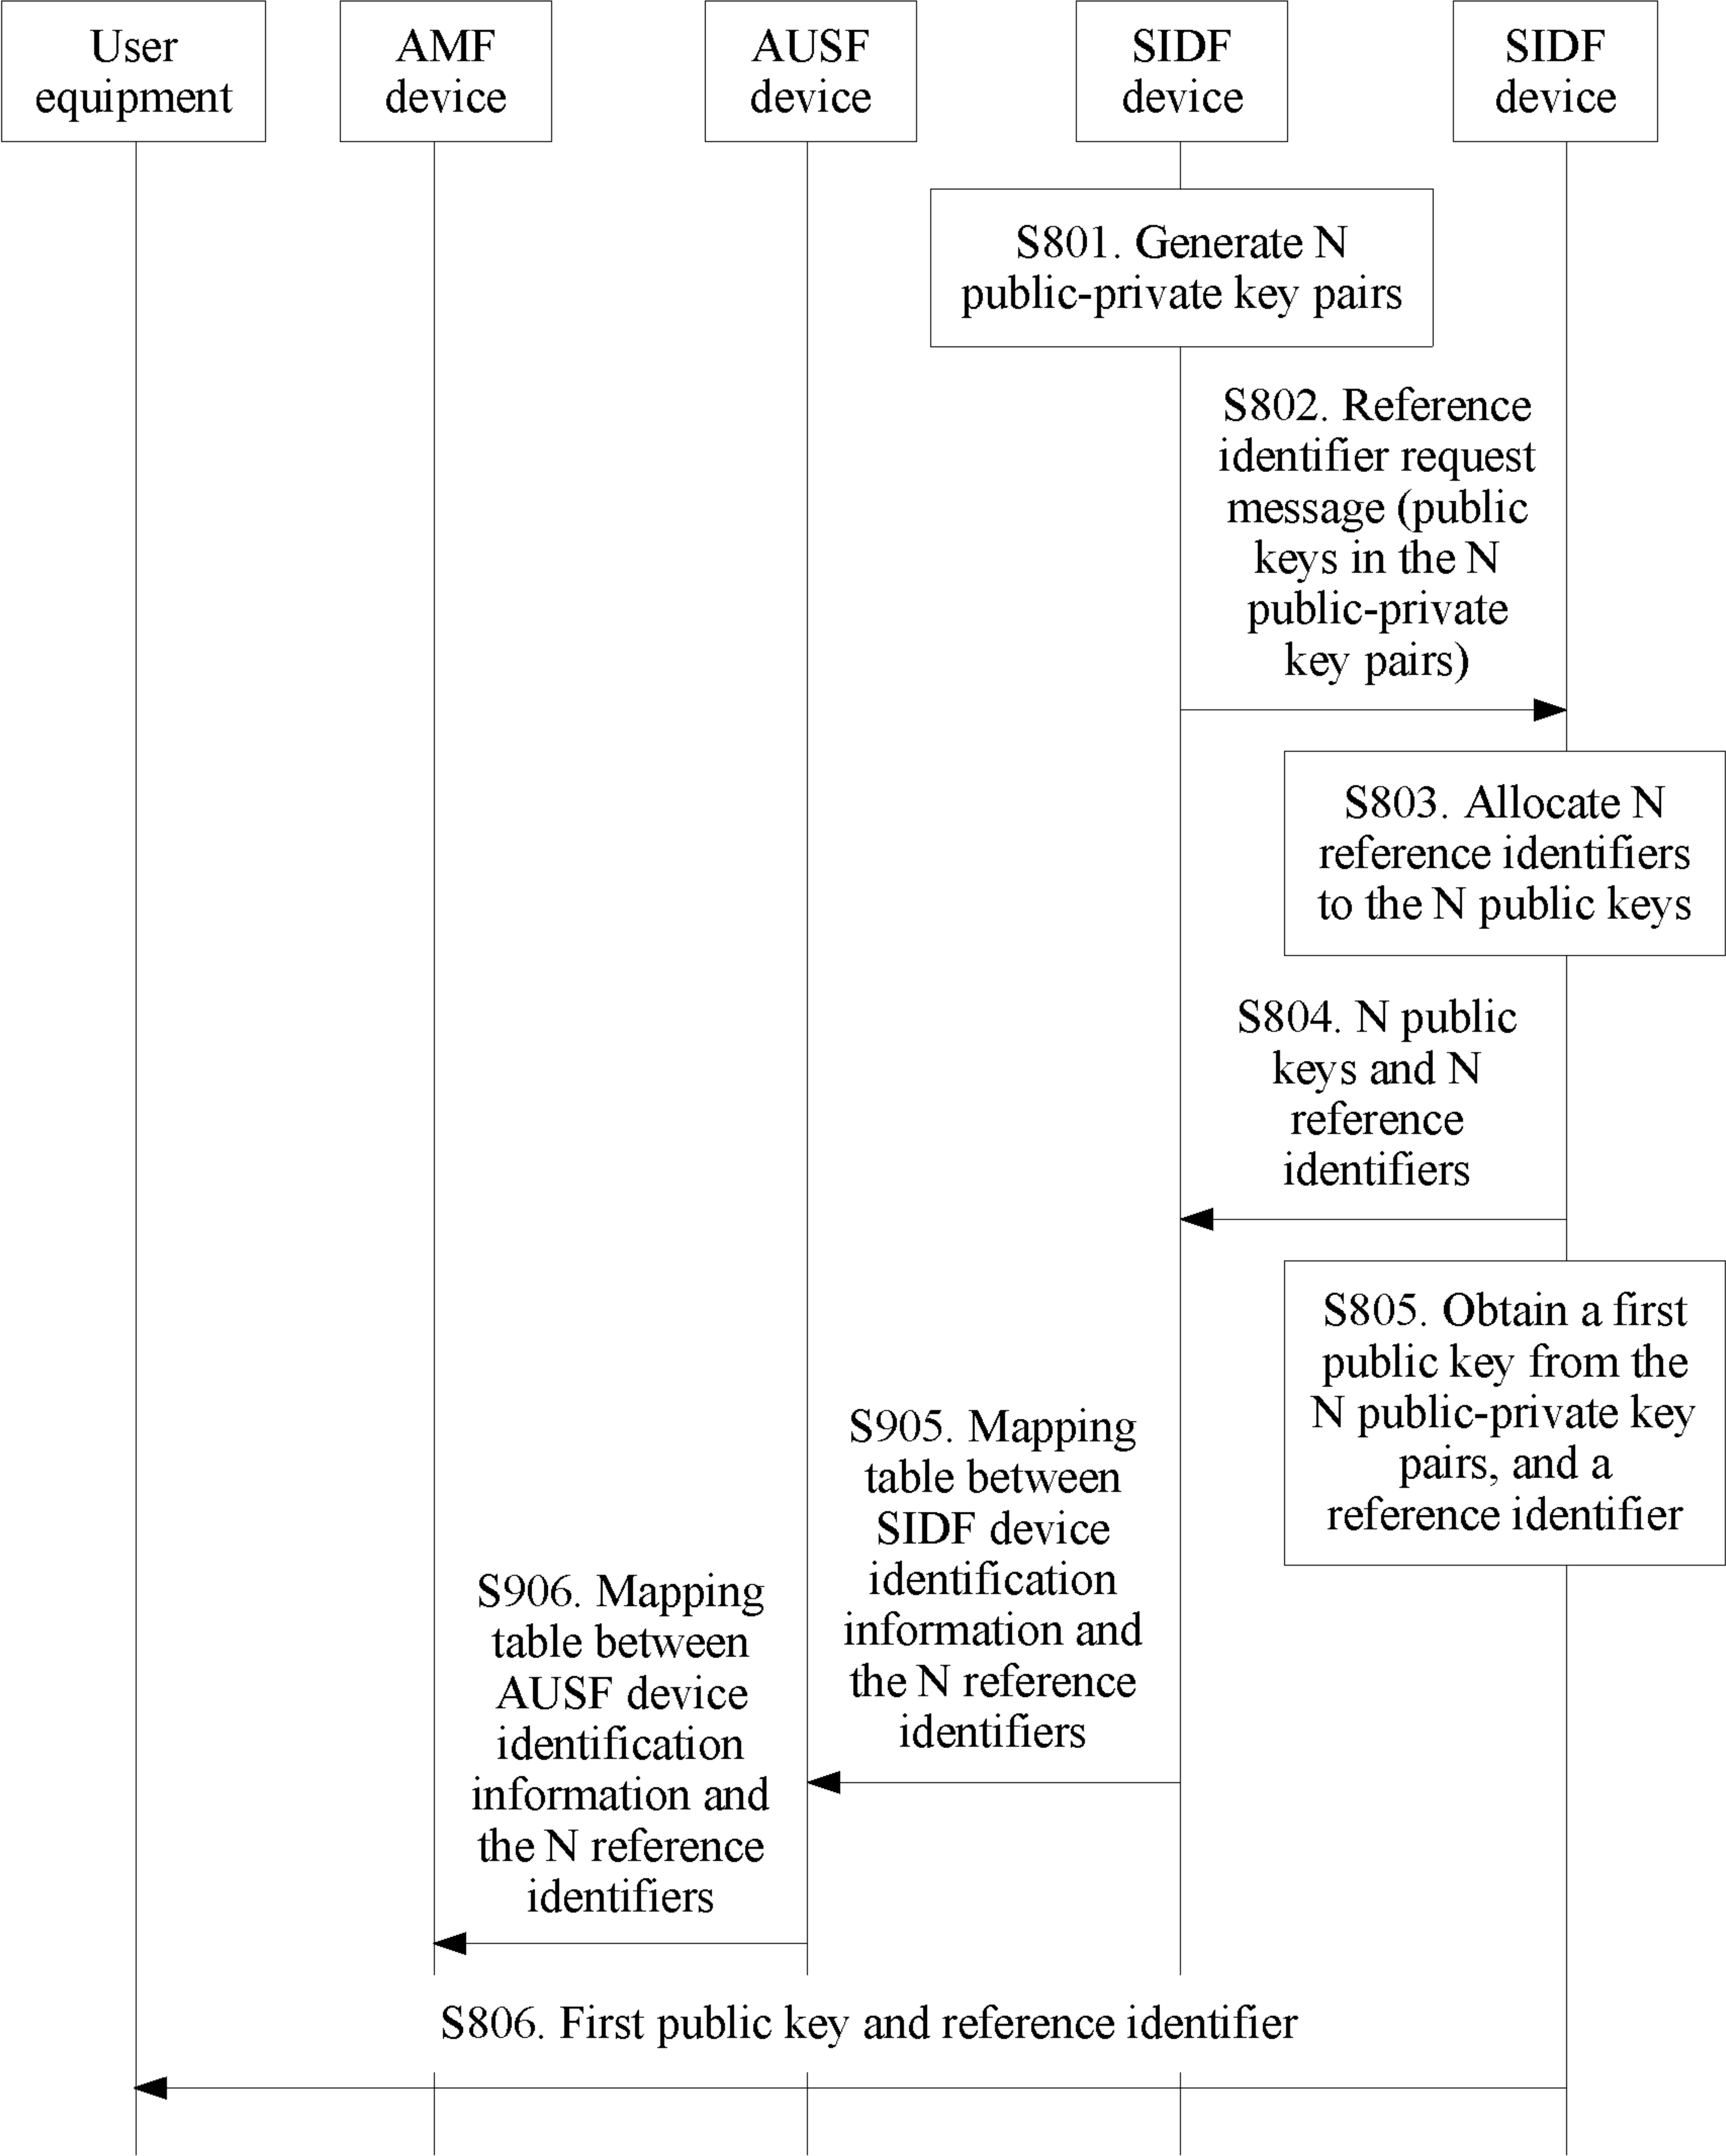 User
equipment
AMF
device
AUSF
device
SIDF
device
SIDF
device
S801. Generate N
public-private key pairs
S802. Reference
identifier request
message (public
keys in the N
public-private
key pairs)
S803. Allocate N
reference identifiers
to the N public keys
S804. N public
keys and N
reference
identifiers
S805. Obtain a first
public key from the
N public-private key
pairs, and a
reference identifier
S905. Mapping
table between
SIDF device
identification
information and
the N reference
identifiers
S906. Mapping
table between
AUSF device
identification
information and
the N reference
identifiers
S806. First public key and reference identifier